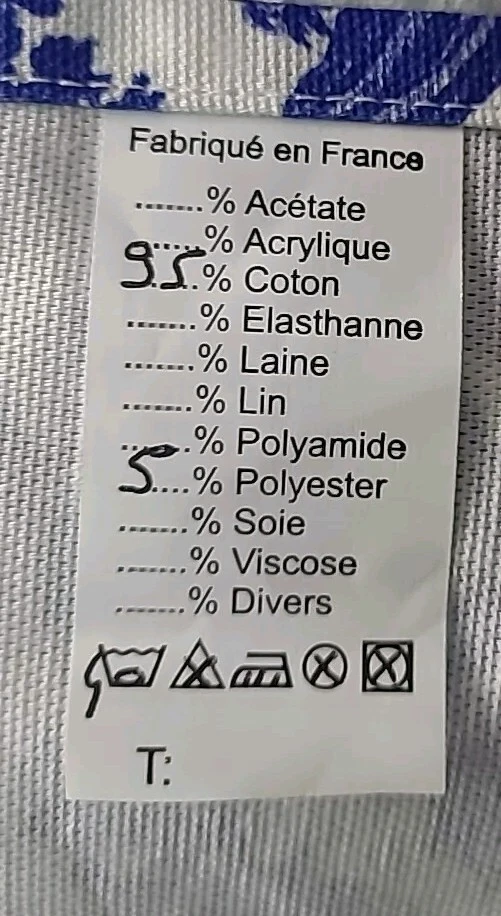 Fabriqué en France
.......% Acétate
.......% Acrylique
95.% Coton
.......% Elasthanne
.......% Laine
.......% Lin
.......% Polyamide
5....% Polyester
.......% Soie
.......% Viscose
.......% Divers
T: